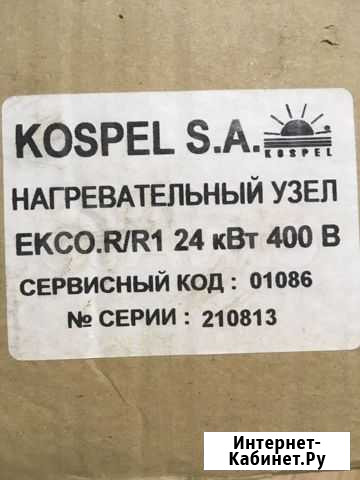 KOSPEL S.A.
KOSPEL
НАГРЕВАТЕЛЬНЫЙ УЗЕЛ
EKCO.R/R1 24 кВт 400 В
СЕРВИСНЫЙ КОД : 01086
№ СЕРИИ : 210813
Интернет-
Кабинет.Ру